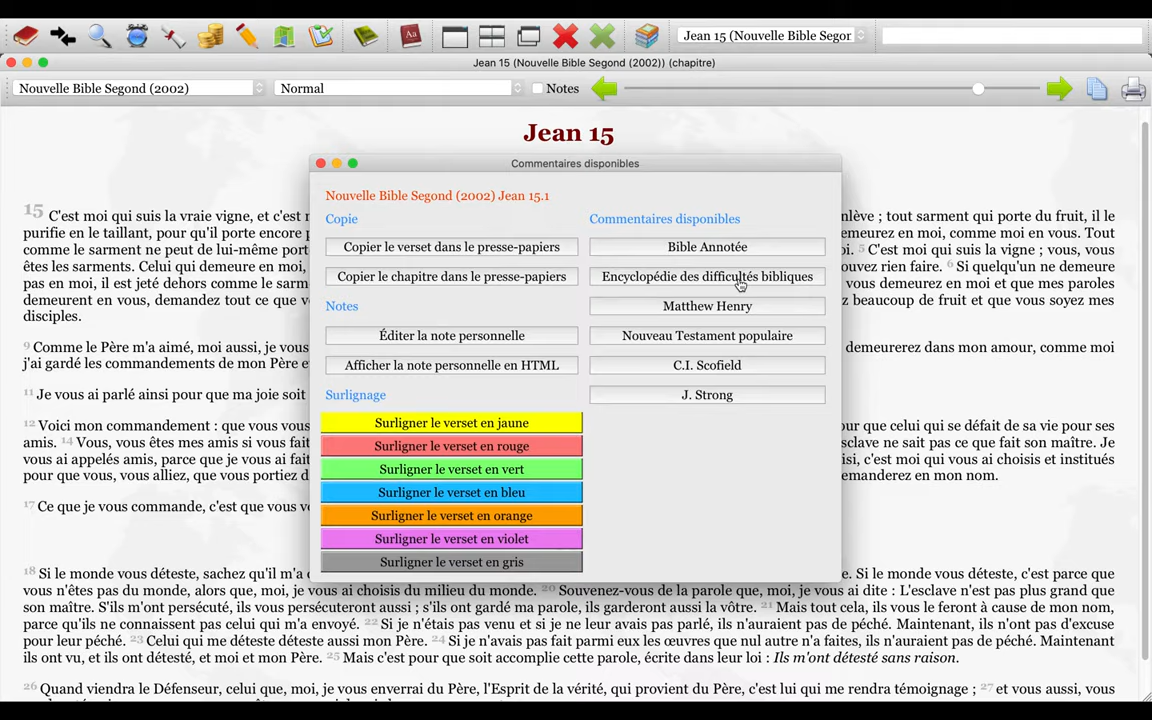 Jean 15 (Nouvelle Bible Segor
Jean 15 (Nouvelle Bible Segond (2002)) (chapitre)
Nouvelle Bible Segond (2002)
Normal
Notes
Jean 15
Commentaires disponibles
Nouvelle Bible Segond (2002) Jean 15.1
Copie
Commentaires disponibles
Copier le verset dans le presse-papiers
Bible Annotée
Copier le chapitre dans le presse-papiers
Encyclopédie des difficultés bibliques
Notes
Matthew Henry
Éditer la note personnelle
Nouveau Testament populaire
Afficher la note personnelle en HTML
C.I. Scofield
Surlignage
J. Strong
Surligner le verset en jaune
Surligner le verset en rouge
Surligner le verset en vert
Surligner le verset en bleu
Surligner le verset en orange
Surligner le verset en violet
Surligner le verset en gris
15 C'est moi qui suis la vraie vigne, et c'est nlève ; tout sarment qui porte du fruit, il le
purifie en le taillant, pour qu'il porte encore emeurez en moi, comme moi en vous. Tout
comme le sarment ne peut de lui-même por oi. 5 C'est moi qui suis la vigne ; vous, vous
êtes les sarments. Celui qui demeure en moi, ouvez rien faire. 6 Si quelqu'un ne demeure
pas en moi, il est jeté dehors comme le sarm vous demeurez en moi et que mes paroles
demeurent en vous, demandez tout ce que z beaucoup de fruit et que vous soyez mes
disciples.
9 Comme le Père m'a aimé, moi aussi, je vous demeurerez dans mon amour, comme moi
j'ai gardé les commandements de mon Père e
11 Je vous ai parlé ainsi pour que ma joie soit
12 Voici mon commandement : que vous vous our que celui qui se défait de sa vie pour ses
amis. 14 Vous, vous êtes mes amis si vous fait sclave ne sait pas ce que fait son maître. Je
vous ai appelés amis, parce que je vous ai fait isi, c'est moi qui vous ai choisis et institués
pour que vous, vous alliez, que vous portiez d emanderez en mon nom.
17 Ce que je vous commande, c'est que vous v
18 Si le monde vous déteste, sachez qu'il m'a e. Si le monde vous déteste, c'est parce que
vous n'êtes pas du monde, alors que, moi, je vous ai choisis du milieu du monde. 20 Souvenez-vous de la parole que, moi, je vous ai dite : L'esclave n'est pas plus grand que
son maître. S'ils m'ont persécuté, ils vous persécuteront aussi ; s'ils ont gardé ma parole, ils garderont aussi la vôtre. 21 Mais tout cela, ils vous le feront à cause de mon nom,
parce qu'ils ne connaissent pas celui qui m'a envoyé. 22 Si je n'étais pas venu et si je ne leur avais pas parlé, ils n'auraient pas de péché. Maintenant, ils n'ont pas d'excuse
pour leur péché. 23 Celui qui me déteste déteste aussi mon Père. 24 Si je n'avais pas fait parmi eux les œuvres que nul autre n'a faites, ils n'auraient pas de péché. Maintenant
ils ont vu, et ils ont détesté, et moi et mon Père. 25 Mais c'est pour que soit accomplie cette parole, écrite dans leur loi : Ils m'ont détesté sans raison.
26 Quand viendra le Défenseur, celui que, moi, je vous enverrai du Père, l'Esprit de la vérité, qui provient du Père, c'est lui qui me rendra témoignage ; 27 et vous aussi, vous